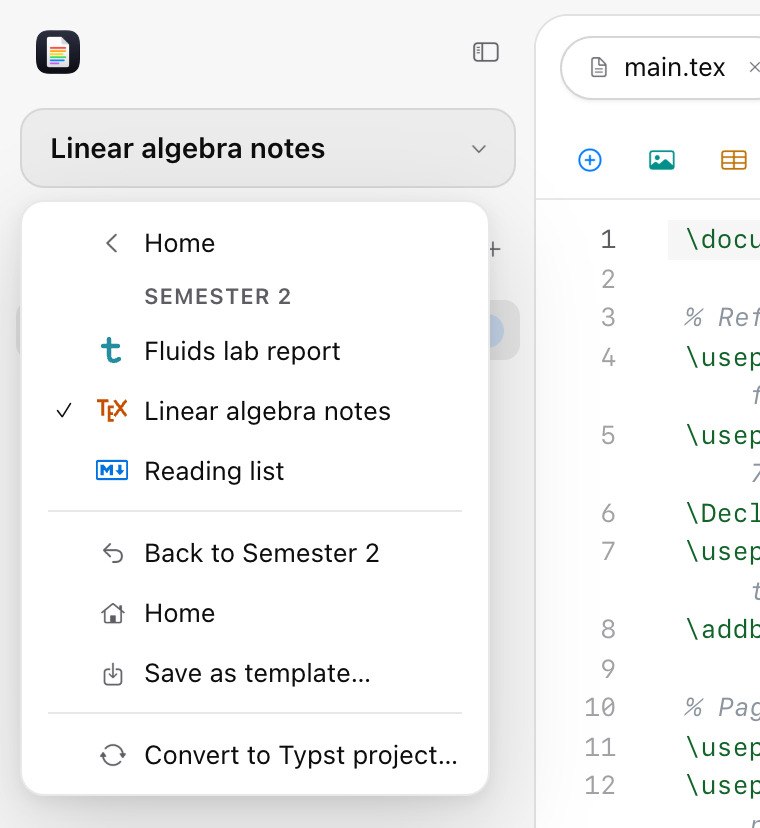 Linear algebra notes
Home
SEMESTER 2
Fluids lab report
TEX Linear algebra notes
M Reading list
Back to Semester 2
Home
Save as template...
Convert to Typst project...
main.tex
1 \docu
2
3 % Ref
4 \usep
f
5 \usep
7
6 \Decl
7 \usep
t
8 \addb
9
10 % Pag
11 \usep
12 \usep